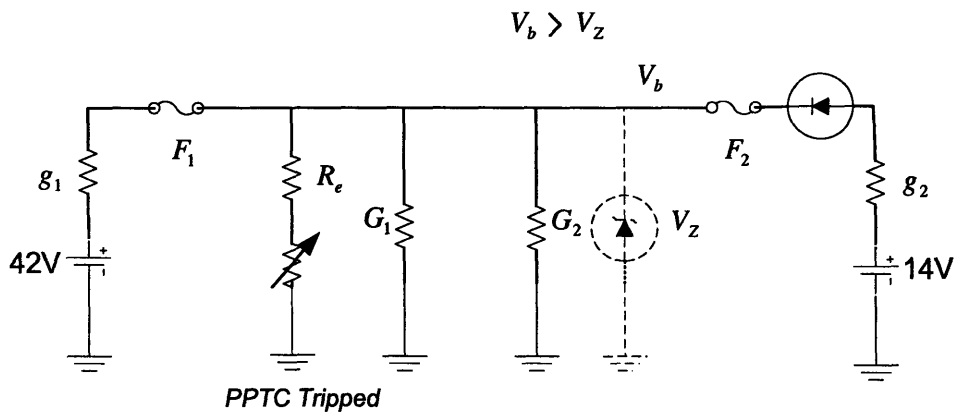 V_b > V_Z
V_b
F_1
F_2
g_1
R_e
G_1
G_2
V_Z
g_2
42V
+
14V
+
PPTC Tripped